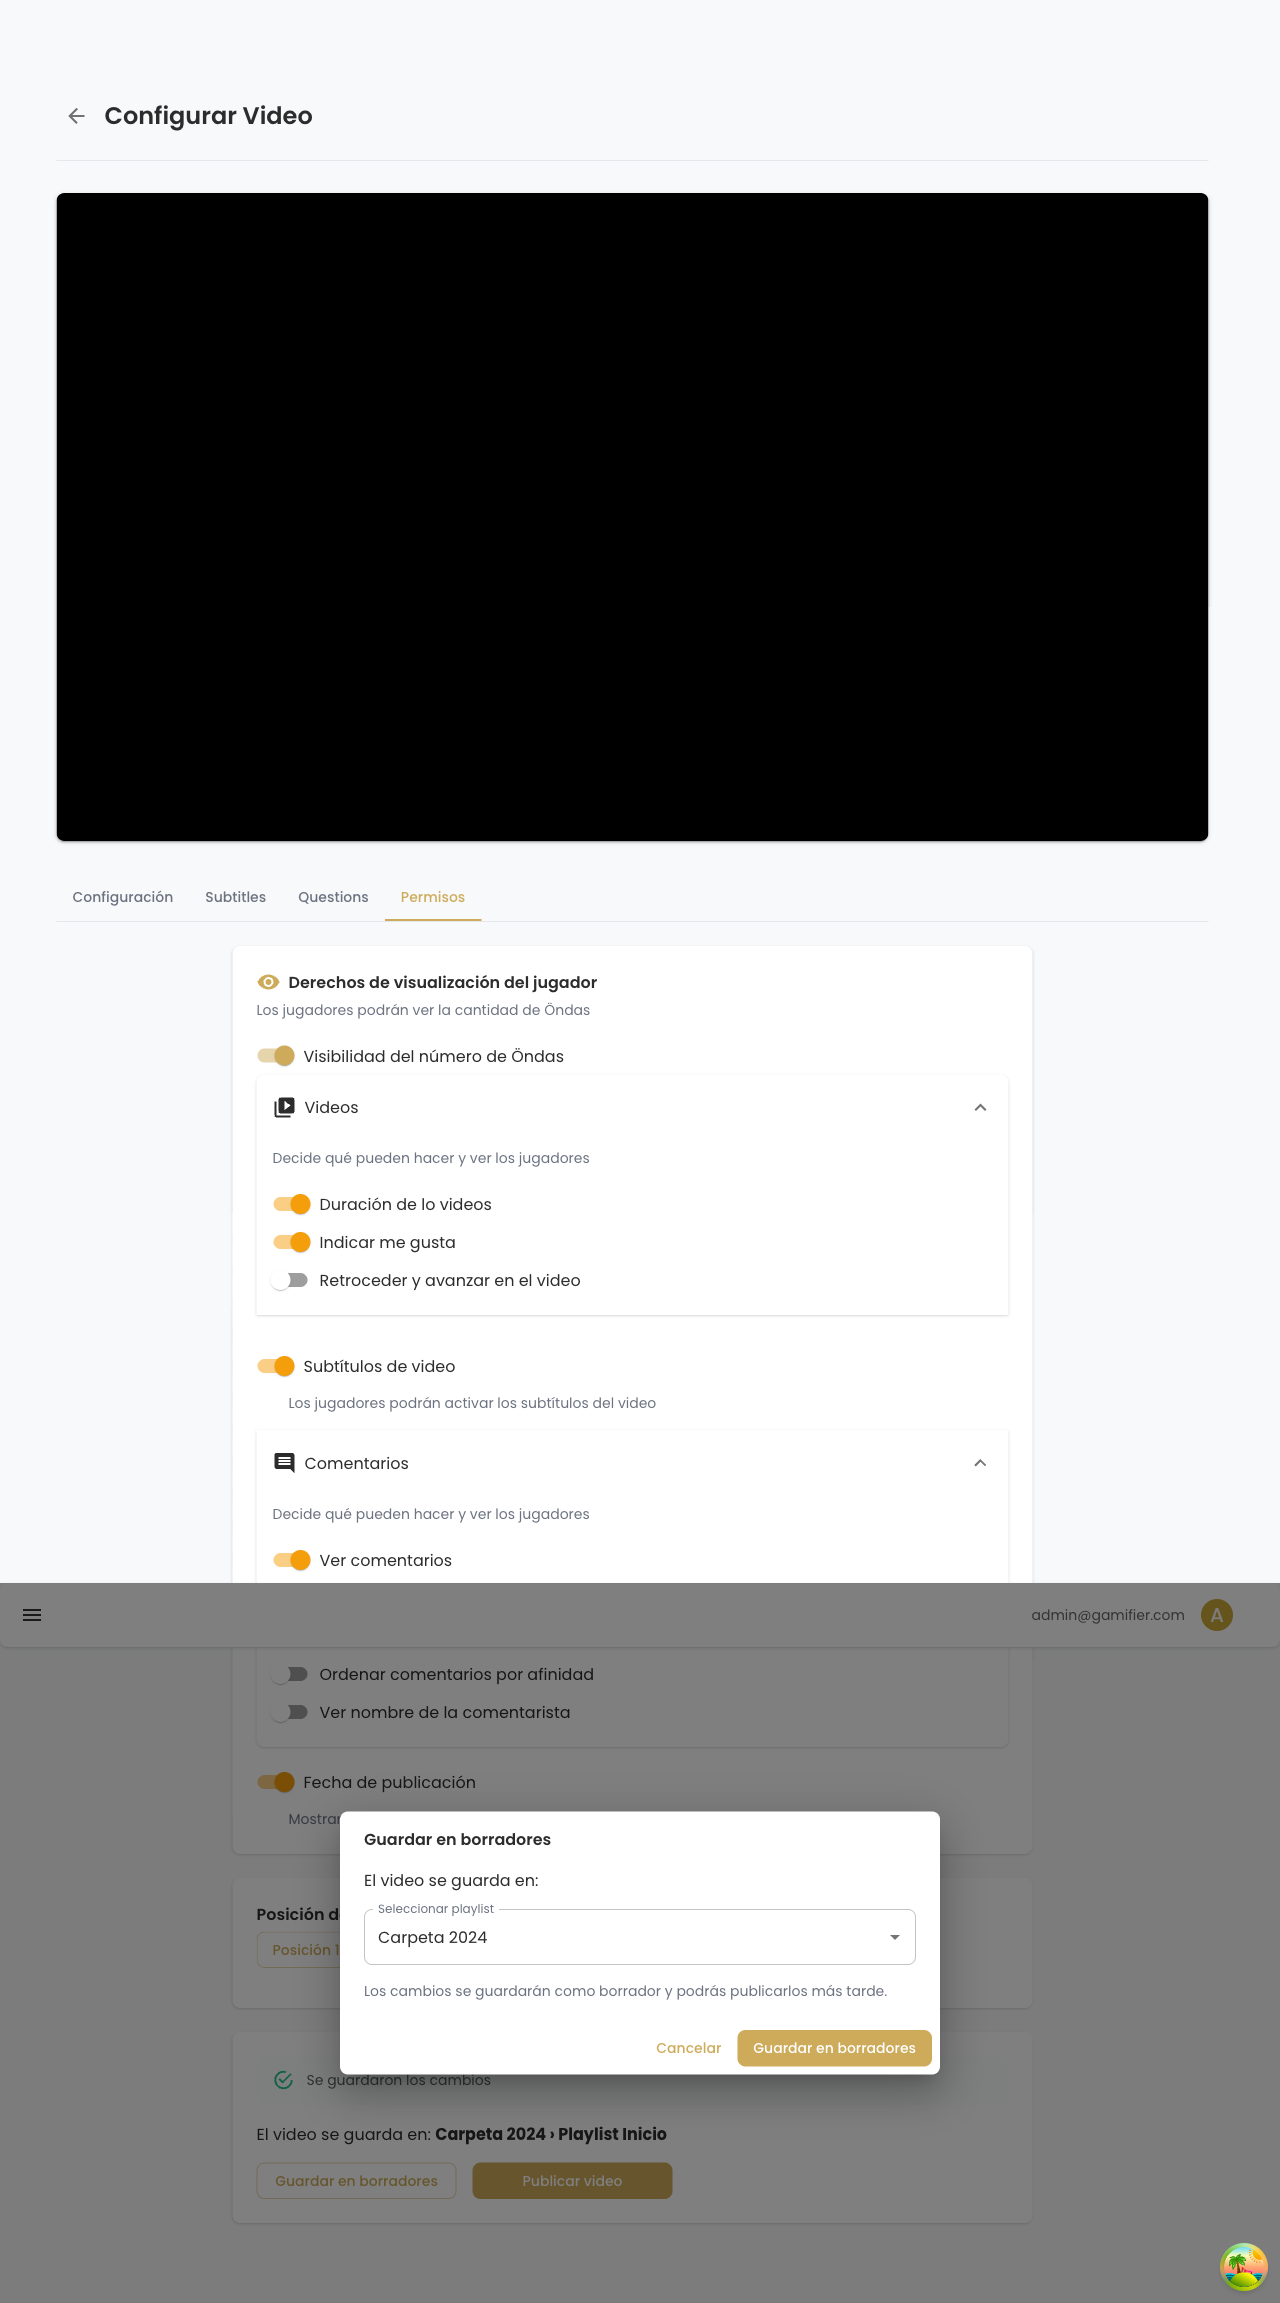 Configurar Video
Configuración
Subtitles
Questions
Permisos
Derechos de visualización del jugador
Los jugadores podrán ver la cantidad de Öndas
Visibilidad del número de Öndas
Videos
Decide qué pueden hacer y ver los jugadores
Duración de lo videos
Indicar me gusta
Retroceder y avanzar en el video
Subtítulos de video
Los jugadores podrán activar los subtítulos del video
Comentarios
Decide qué pueden hacer y ver los jugadores
Ver comentarios
admin@gamifier.com
A
Ordenar comentarios por afinidad
Ver nombre de la comentarista
Fecha de publicación
Guardar en borradores
El video se guarda en:
Seleccionar playlist
Carpeta 2024
Los cambios se guardarán como borrador y podrás publicarlos más tarde.
Cancelar
Guardar en borradores
Posición
Posición
Se guardaron los cambios
El video se guarda en: Carpeta 2024 › Playlist Inicio
Guardar en borradores
Publicar video